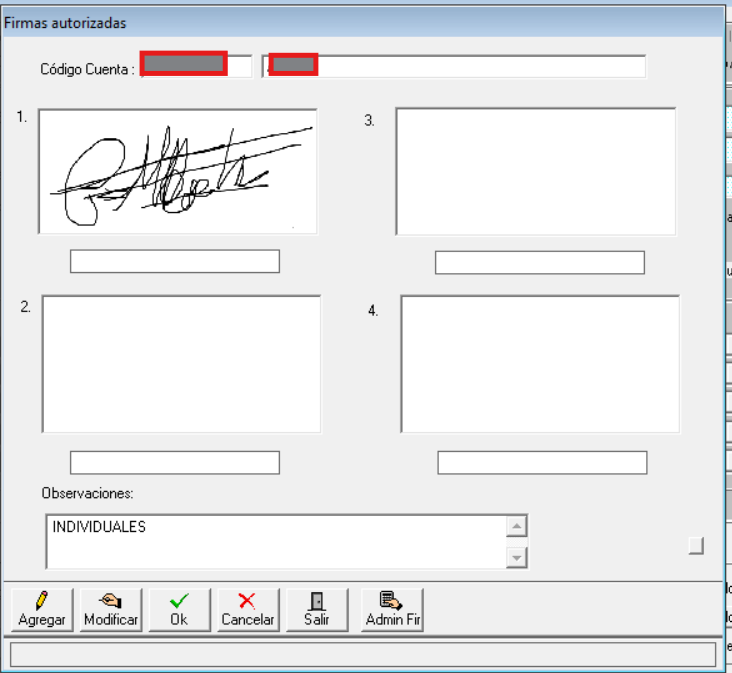 Firmas autorizadas
Código Cuenta :
1.
3.
2.
4.
Observaciones:
INDIVIDUALES
Agregar Modificar Ok Cancelar Salir Admin Fir